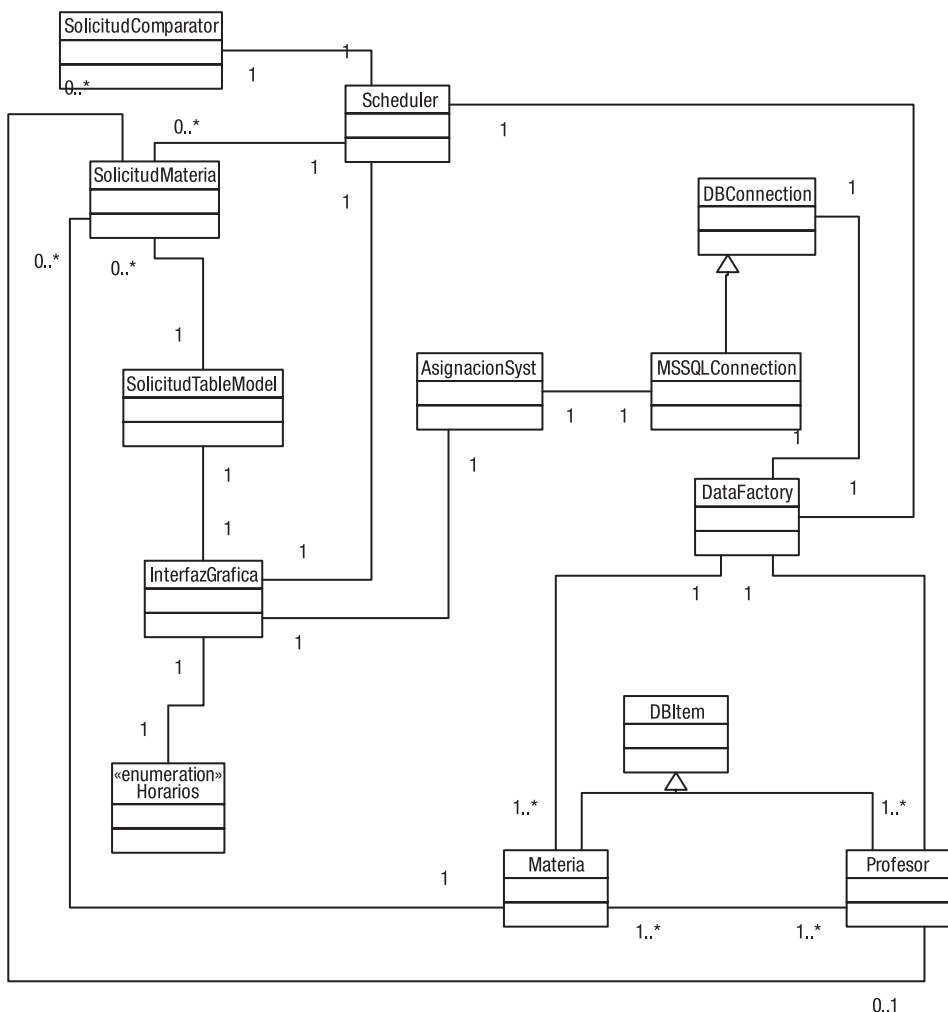 SolicitudComparator
1
1
0..*
Scheduler
0..*
1
1
1
SolicitudMateria
DBConnection
1
0..*
0..*
1
AsignacionSyst
MSSQLConnection
SolicitudTableModel
1
1
1
1
1
1
DataFactory
1
1
1
InterfazGrafica
1
1
1
1
DBItem
1
«enumeration»
Horarios
1..*
1..*
Materia
Profesor
1
1..*
1..*
0..1